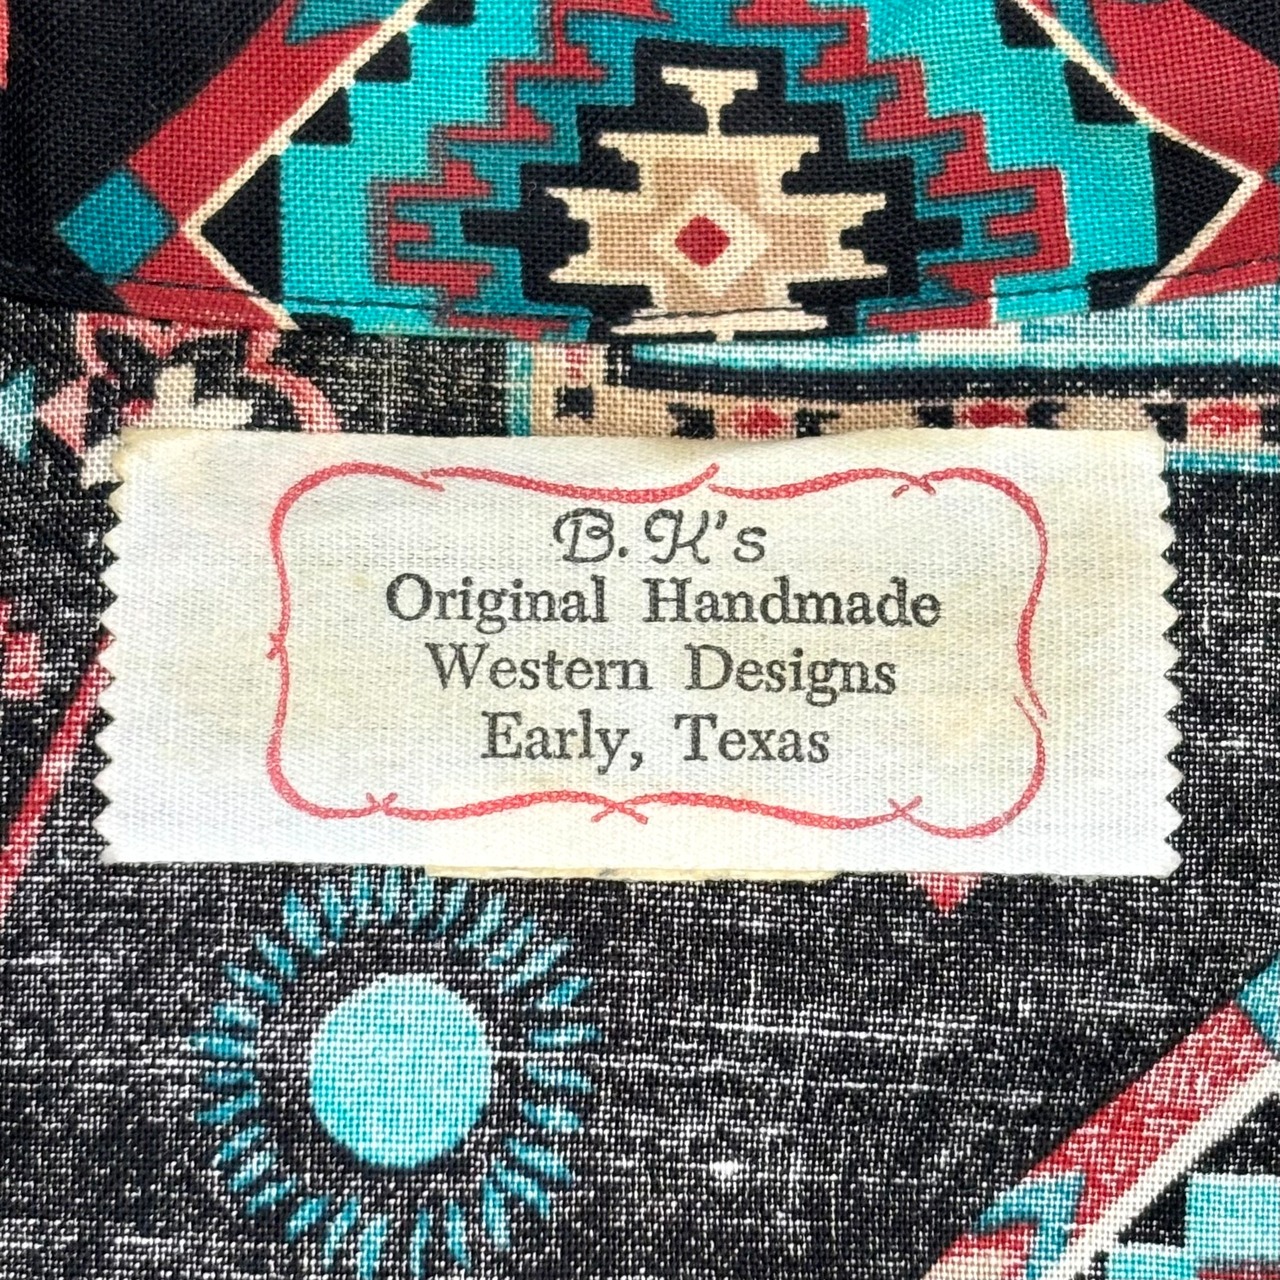 B. K's
Original Handmade
Western Designs
Early, Texas